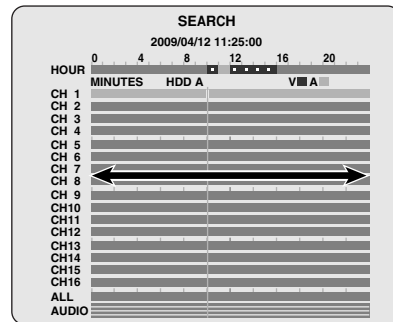 SEARCH
2009/04/12 11:25:00
0 4 8 12 16 20
HOUR
MINUTES HDD A V A
CH 1
CH 2
CH 3
CH 4
CH 5
CH 6
CH 7
CH 8
CH 9
CH10
CH11
CH12
CH13
CH14
CH15
CH16
ALL
AUDIO